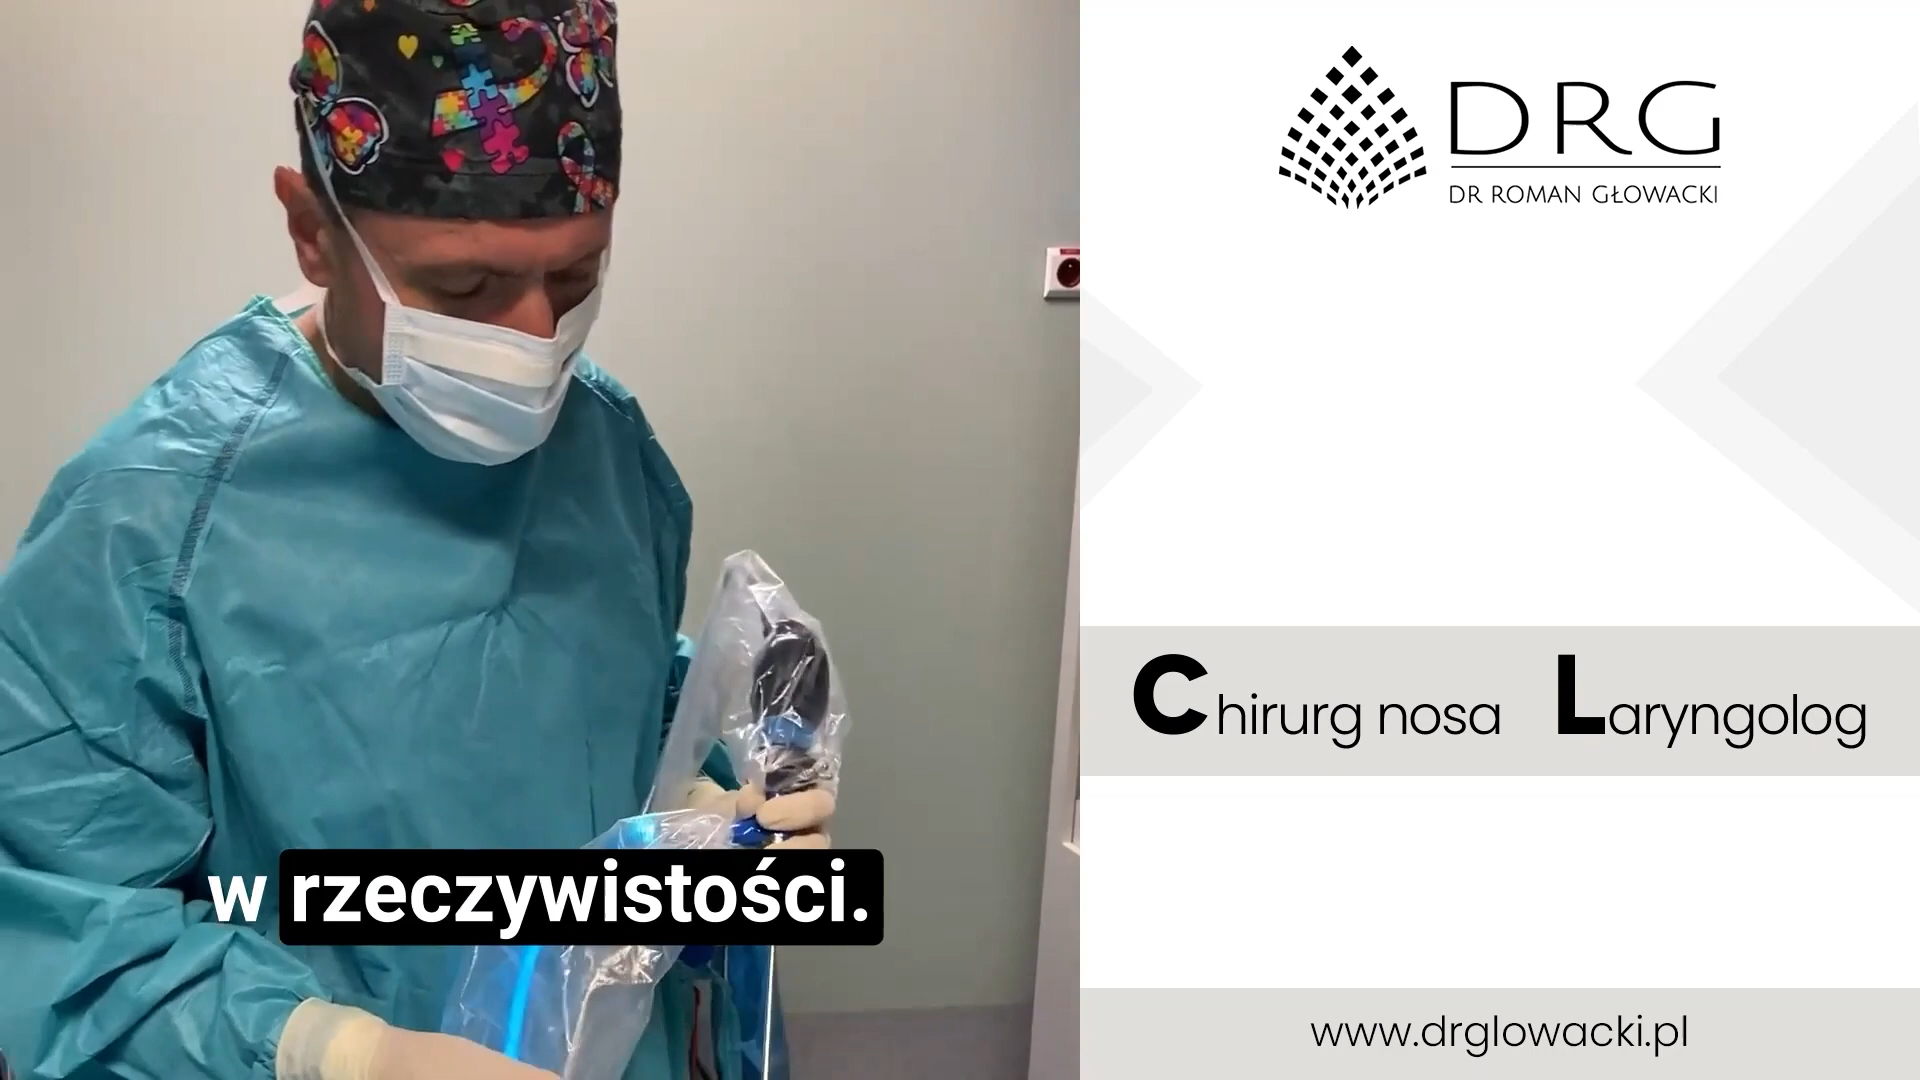 w rzeczywistości.
DRG
DR ROMAN GŁOWACKI
Chirurg nosa Laryngolog
www.drglowacki.pl